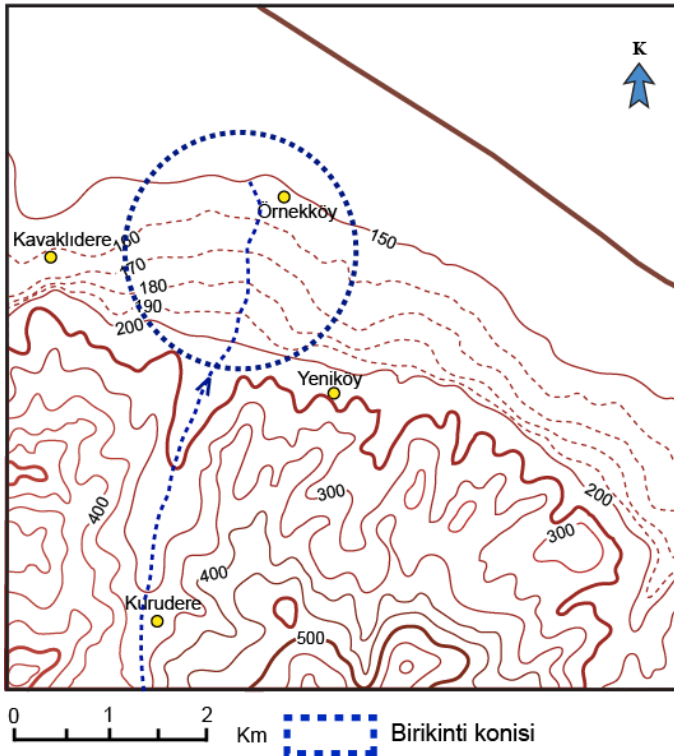 K
Örnekköy
150
Kavaklıdere
160
170
180
190
200
Yeniköy
300
200
400
300
400
Kurudere
500
0 1 2 Km
Birikinti konisi